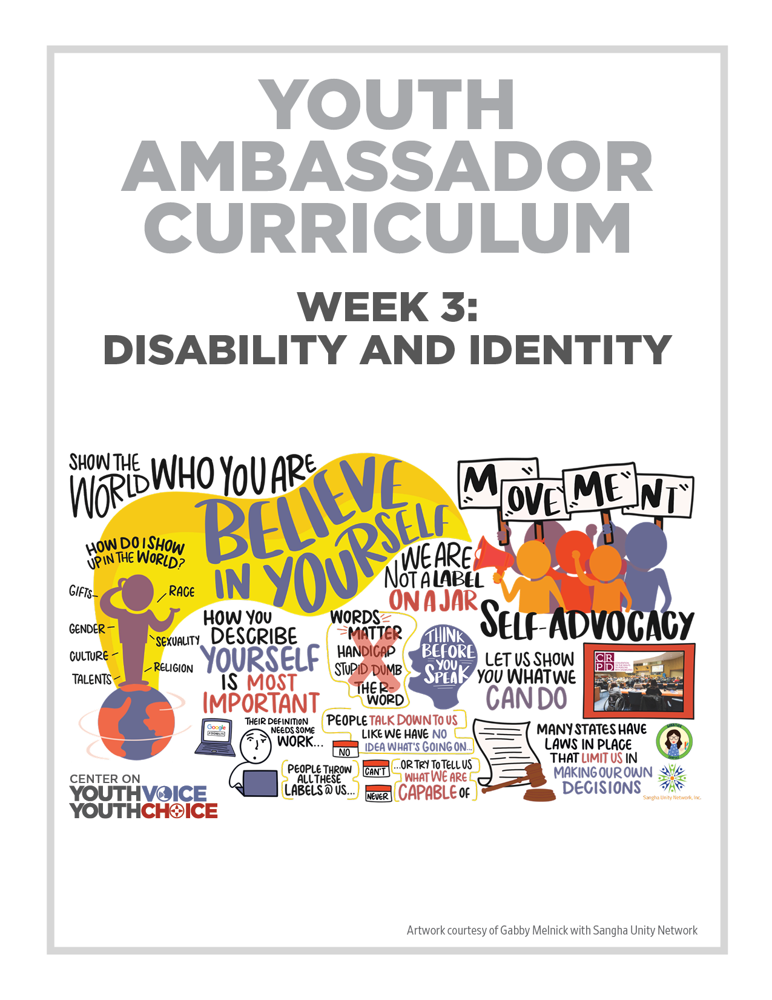 YOUTH
AMBASSADOR
CURRICULUM
WEEK 3:
DISABILITY AND IDENTITY
SHOW THE
WORLD WHO YOU ARE
BELIEVE
IN YOURSELF
HOW DO I SHOW
UP IN THE WORLD?
GIFTS
RACE
GENDER
SEXUALITY
CULTURE
RELIGION
TALENTS
HOW YOU
DESCRIBE
YOURSELF
IS MOST
IMPORTANT
Google
DISABILITY
THEIR DEFINITION
NEEDS SOME
WORK...
WE ARE
NOT A LABEL
ON A JAR
WORDS
MATTER
HANDICAP
STUPID DUMB
THE R-
WORD
THINK
BEFORE
YOU
SPEAK
PEOPLE TALK DOWN TO US
LIKE WE HAVE NO
IDEA WHAT'S GOING ON...
NO
PEOPLE THROW
ALL THESE
LABELS @ US...
CAN'T
NEVER
...OR TRY TO TELL US
WHAT WE ARE
CAPABLE OF
MOVEMENT
SELF-ADVOCACY
LET US SHOW
YOU WHAT WE
CAN DO
CR
PD
MANY STATES HAVE
LAWS IN PLACE
THAT LIMIT US IN
MAKING OUR OWN
DECISIONS
Sangha Unity Network, Inc.
CENTER ON
YOUTHVOICE
YOUTHCHOICE
Artwork courtesy of Gabby Melnick with Sangha Unity Network